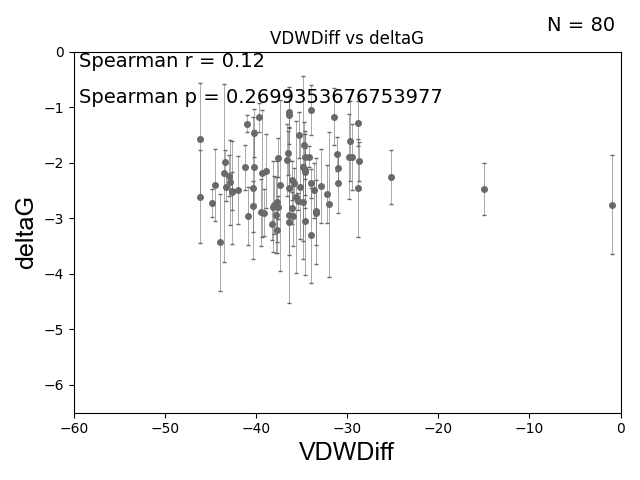 N = 80
VDWDiff vs deltaG
Spearman r = 0.12
Spearman p = 0.2699353676753977
0
−1
−2
−3
−4
−5
−6
deltaG
−60 −50 −40 −30 −20 −10 0
VDWDiff